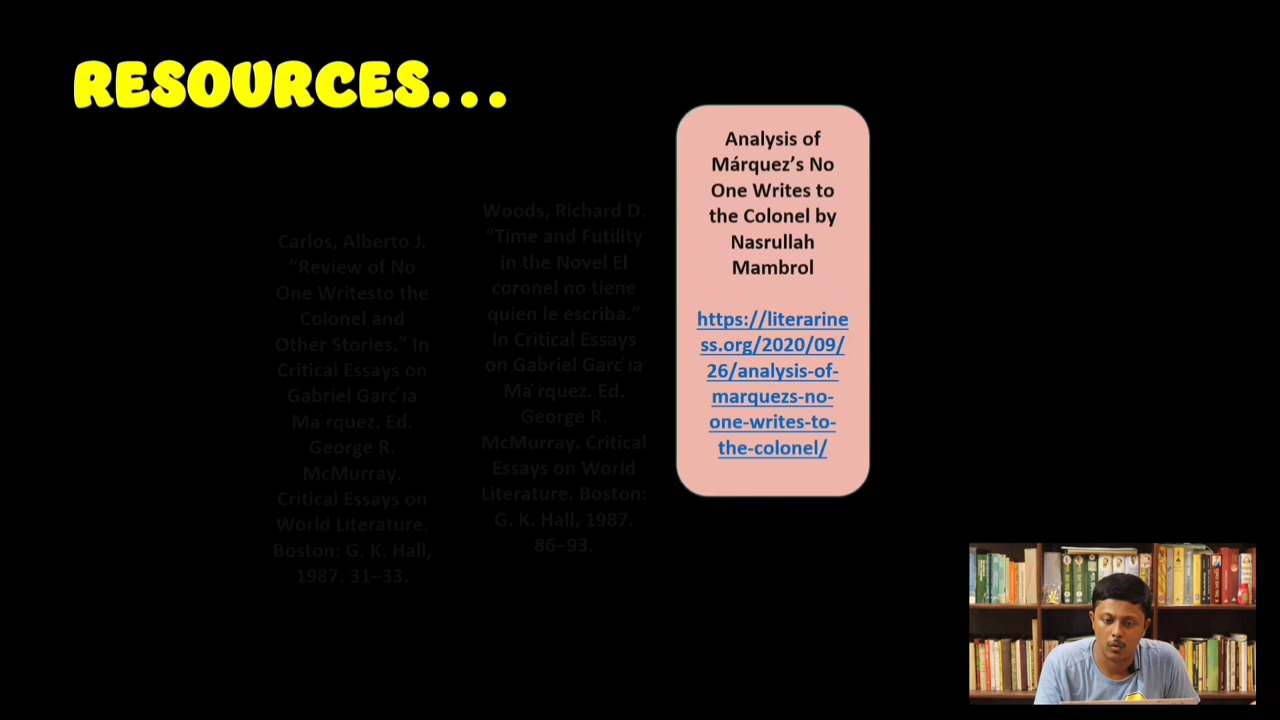 RESOURCES...
Carlos, Alberto J.
“Review of No
One Writesto the
Colonel and
Other Stories.” In
Critical Essays on
Gabriel Garc ́ıa
Ma ́rquez. Ed.
George R.
McMurray.
Critical Essays on
World Literature.
Boston: G. K. Hall,
1987. 31–33.
Woods, Richard D.
“Time and Futility
in the Novel El
coronel no tiene
quien le escriba.”
In Critical Essays
on Gabriel Garc ́ıa
Ma ́rquez. Ed.
George R.
McMurray. Critical
Essays on World
Literature. Boston:
G. K. Hall, 1987.
86–93.
Analysis of
Márquez’s No
One Writes to
the Colonel by
Nasrullah
Mambrol
https://literarine
ss.org/2020/09/
26/analysis-of-
marquezs-no-
one-writes-to-
the-colonel/